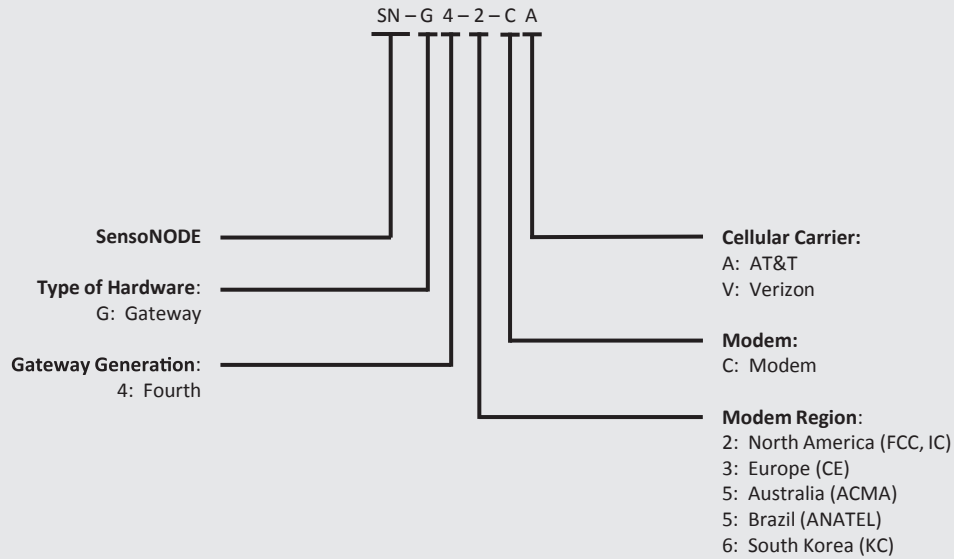 SN – G 4 – 2 – C A
SensoNODE
Type of Hardware:
G: Gateway
Gateway Generation:
4: Fourth
Cellular Carrier:
A: AT&T
V: Verizon
Modem:
C: Modem
Modem Region:
2: North America (FCC, IC)
3: Europe (CE)
5: Australia (ACMA)
5: Brazil (ANATEL)
6: South Korea (KC)